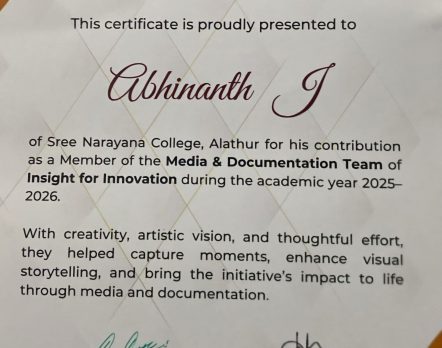 This certificate is proudly presented to
Abhinanth J
of Sree Narayana College, Alathur for his contribution
as a Member of the Media & Documentation Team of
Insight for Innovation during the academic year 2025–
2026.
With creativity, artistic vision, and thoughtful effort,
they helped capture moments, enhance visual
storytelling, and bring the initiative's impact to life
through media and documentation.